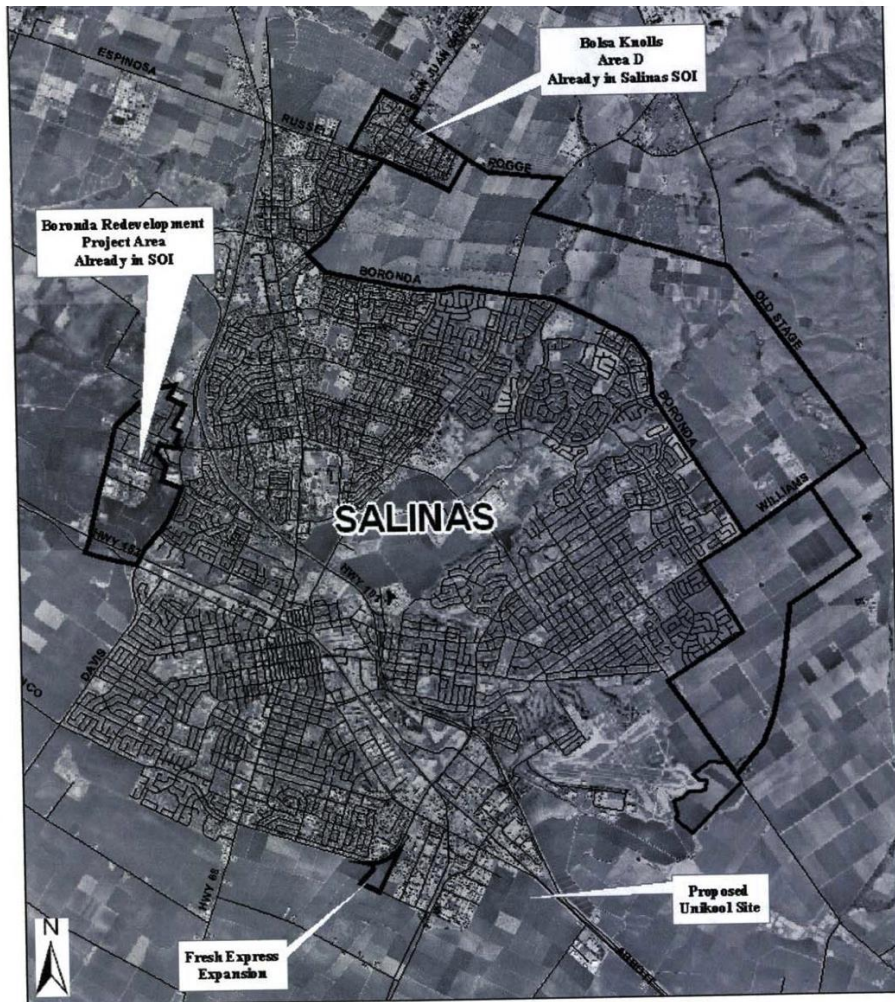 ESPINOSA
SAN JUAN GRADE
Bolsa Knolls
Area D
Already in Salinas SOI
RUSSELL
ROGGE
Boronda Redevelopment
Project Area
Already in SOI
BORONDA
OLD STAGE
BORONDA
WILLIAMS
SALINAS
HWY 183
HWY 101
DAVIS
HWY 68
Proposed
Unikool Site
N
Fresh Express
Expansion